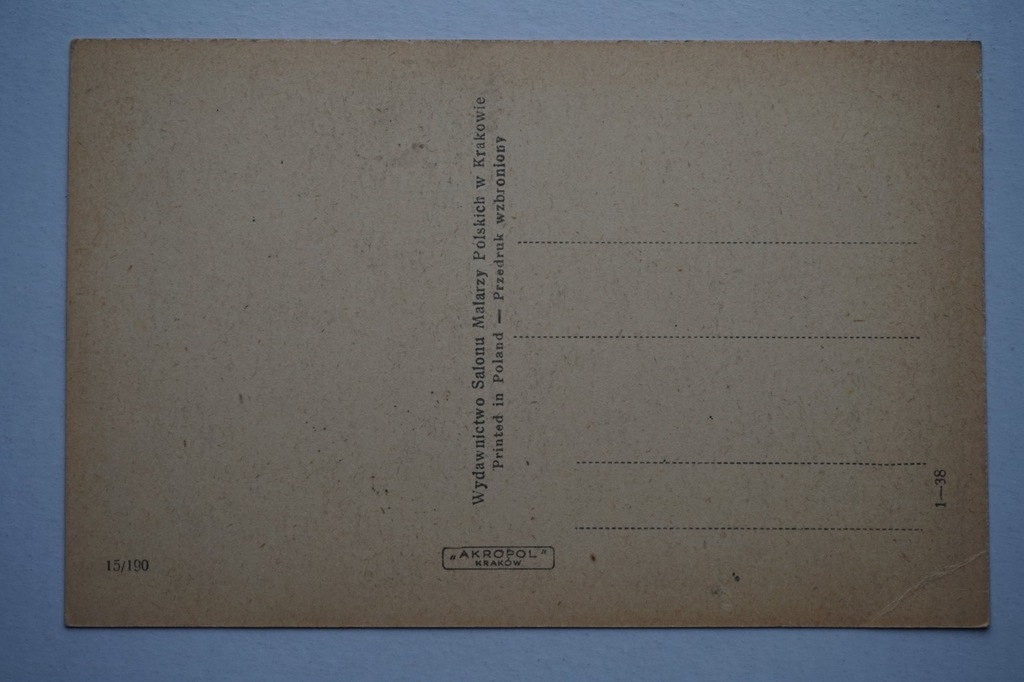 Wydawnictwo Salonu Malarzy Polskich w Krakowie
Printed in Poland — Przedruk wzbroniony
1—38
15/190
„AKROPOL”
KRAKÓW